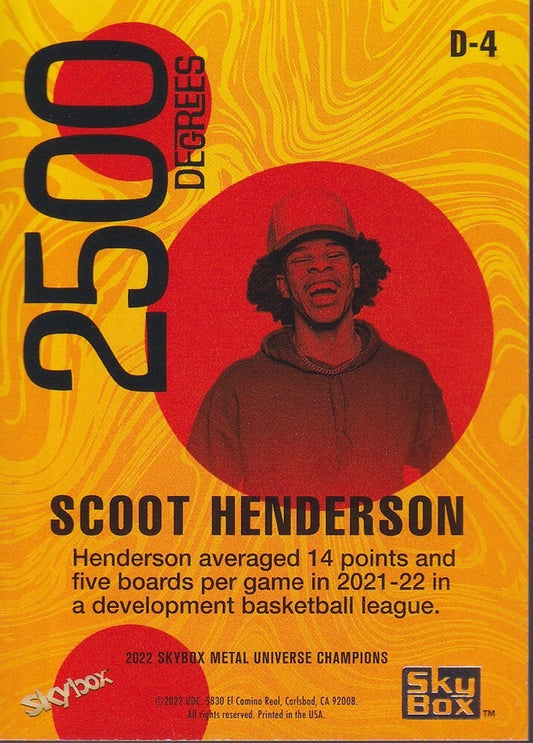 D-4
2500
DEGREES
SCOOT HENDERSON
Henderson averaged 14 points and
five boards per game in 2021-22 in
a development basketball league.
2022 SKYBOX METAL UNIVERSE CHAMPIONS
skybox
©2022 UDC. 5830 El Camino Real, Carlsbad, CA 92008.
All rights reserved. Printed in the USA.
Sky
Box™